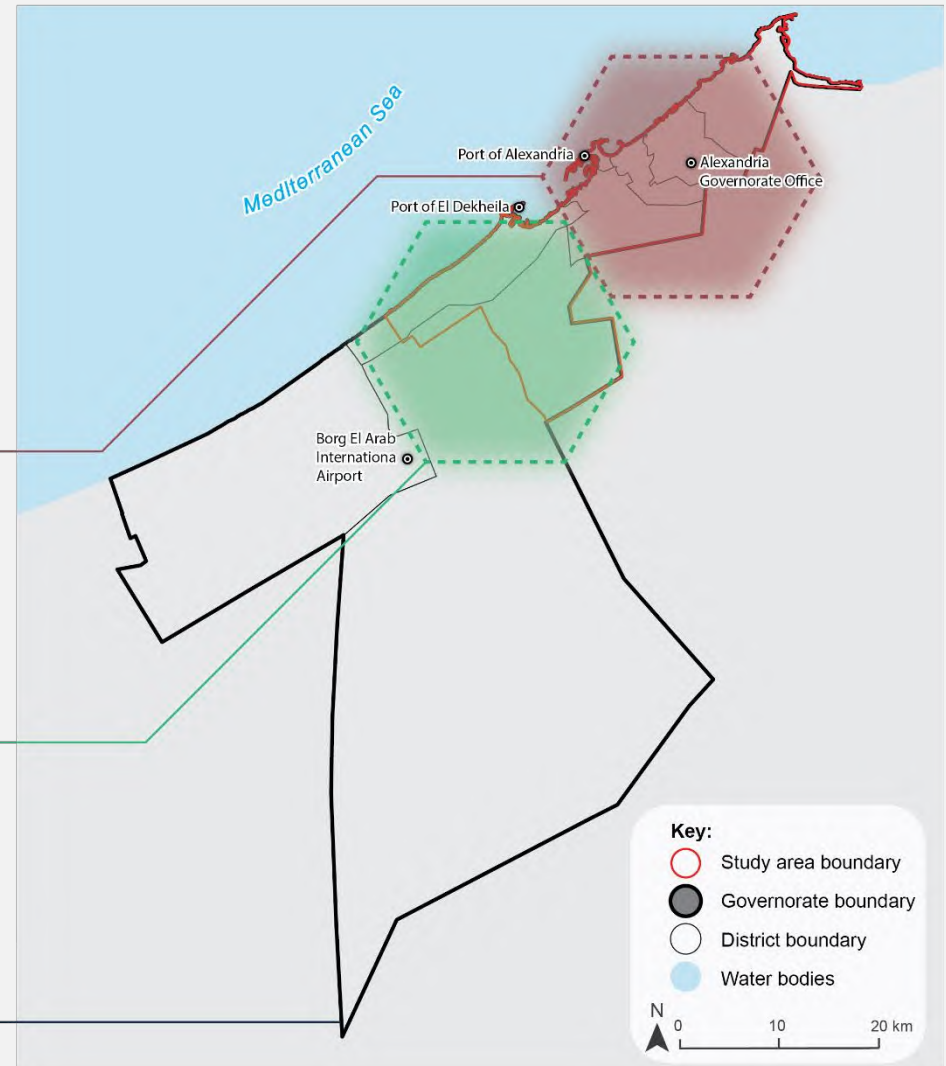 Mediterranean Sea
Port of Alexandria
Alexandria
Governorate Office
Port of El Dekheila
Borg El Arab
Internationa
Airport
Key:
Study area boundary
Governorate boundary
District boundary
Water bodies
N
0 10 20 km